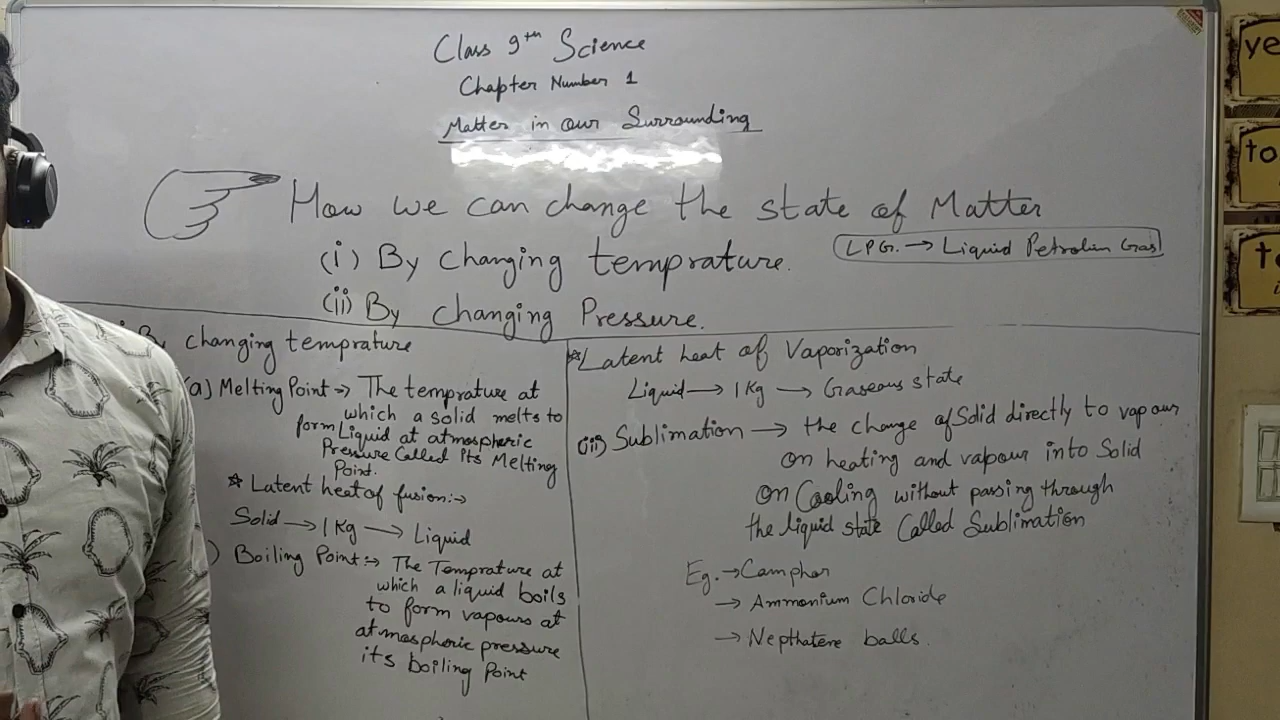 Class 9th Science
Chapter Number 1
Matter in our Surrounding
How we can change the state of Matter
(i) By changing temprature.
LPG. → Liquid Petrolium Gas
(ii) By changing Pressure.
By changing temprature
(a) Melting Point => The temprature at
which a solid melts to
form Liquid at atmospheric
Pressure Called its Melting
Point.
* Latent heat of fusion :->
Solid → 1 Kg → Liquid
) Boiling Point :-> The Temprature at
which a liquid boils
to form vapours at
atmospheric pressure
its boiling Point
* Latent heat of Vaporization
Liquid → 1 Kg → Gaseous state
(iii) Sublimation → the change of Solid directly to vapour
on heating and vapour into Solid
on Cooling without passing through
the liquid state Called Sublimation
Eg. → Camphor
→ Ammonium Chloride
→ Nepthatene balls.
ye
to
t